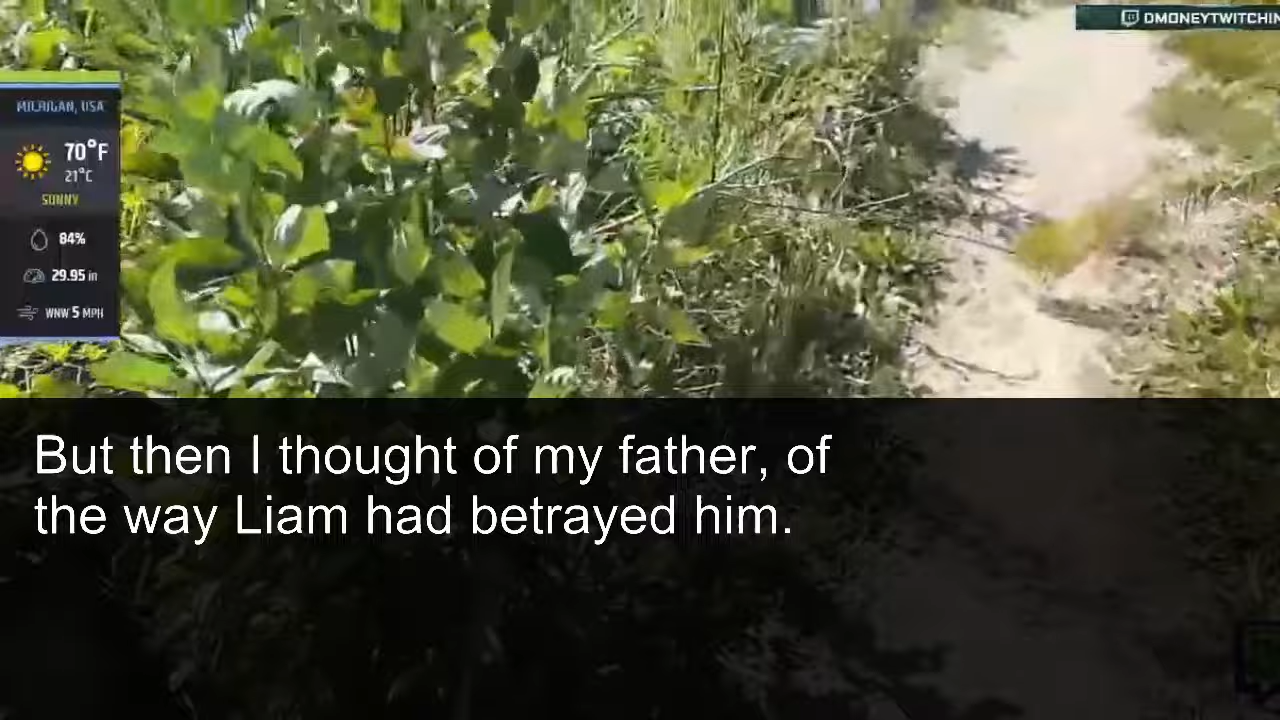 DMONEYTWITCHIN
MICHIGAN, USA
70°F
21°C
SUNNY
84%
29.95 in
WNW 5 MPH
But then I thought of my father, of
the way Liam had betrayed him.